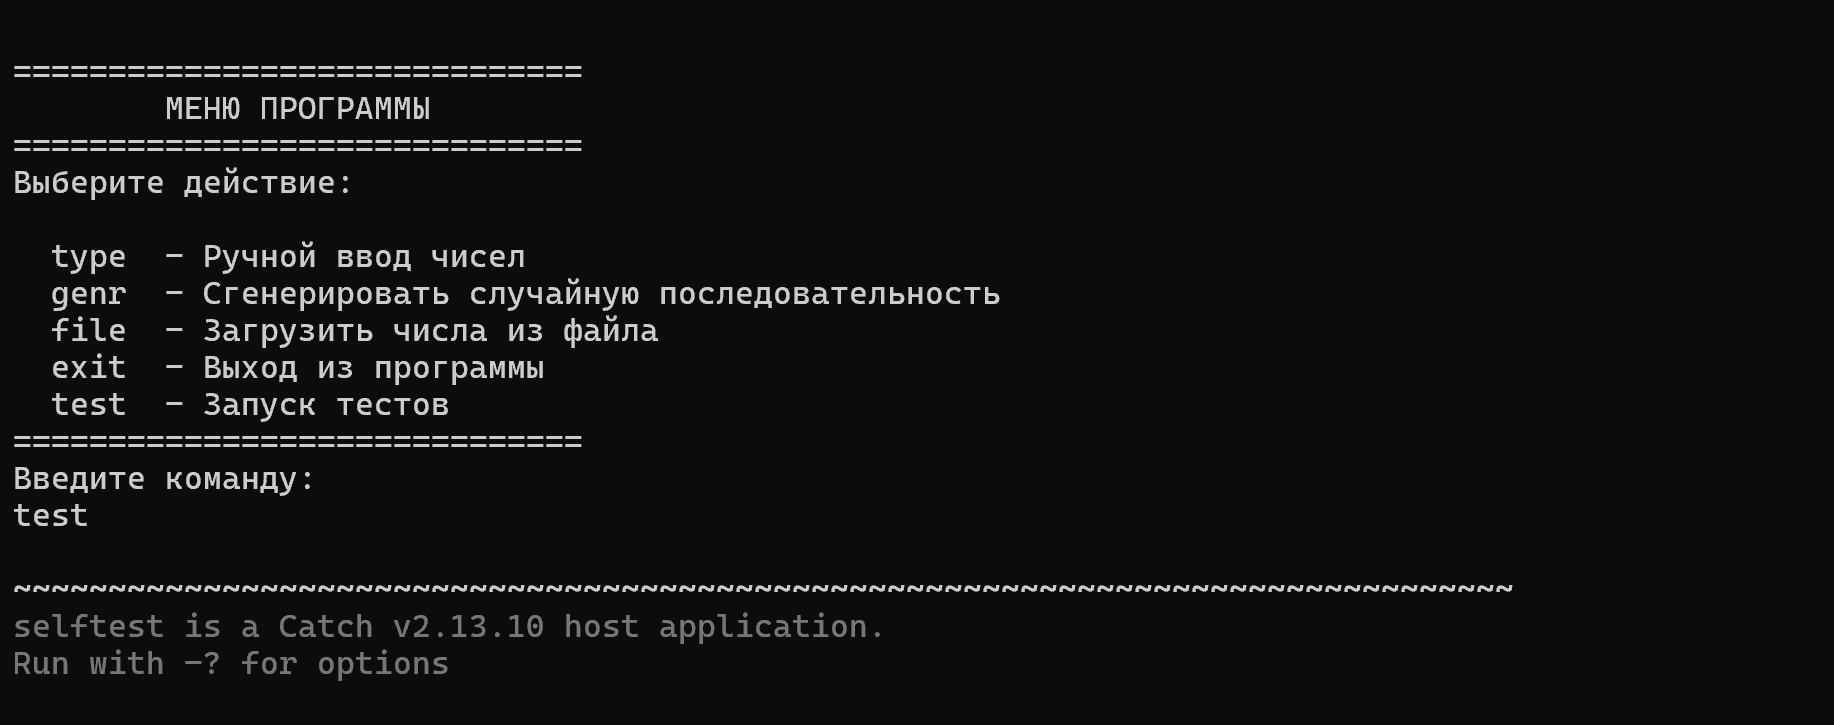 ==============================
        МЕНЮ ПРОГРАММЫ
==============================
Выберите действие:
  type  - Ручной ввод чисел
  genr  - Сгенерировать случайную последовательность
  file  - Загрузить числа из файла
  exit  - Выход из программы
  test  - Запуск тестов
==============================
Введите команду:
test
~~~~~~~~~~~~~~~~~~~~~~~~~~~~~~~~~~~~~~~~~~~~~~~~~~~~~~~~~~~~~~~~~~~~~~~~~~~~~~~
selftest is a Catch v2.13.10 host application.
Run with -? for options